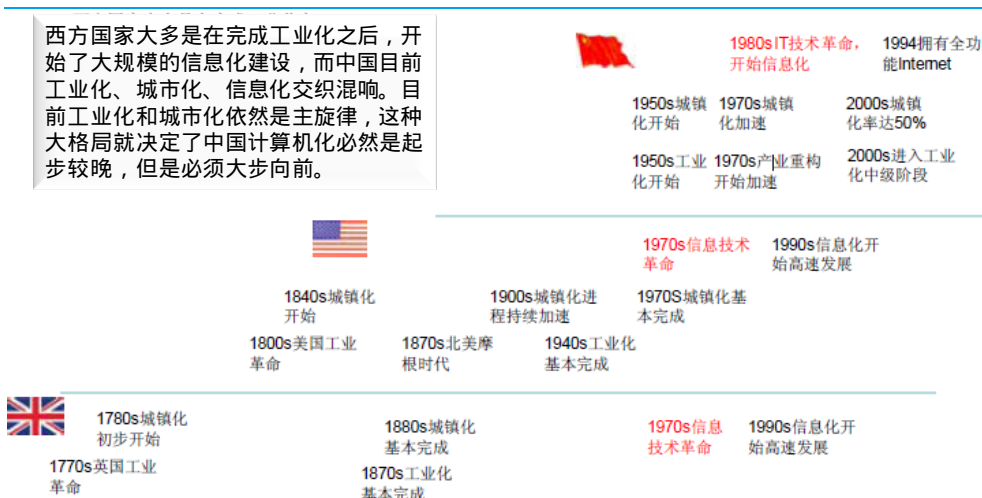 西方国家大多是在完成工业化之后，开
始了大规模的信息化建设，而中国目前
工业化、城市化、信息化交织混响。目
前工业化和城市化依然是主旋律，这种
大格局就决定了中国计算机化必然是起
步较晚，但是必须大步向前。
1980s IT技术革命，
开始信息化
1994拥有全功
能Internet
1950s城镇
化开始
1970s城镇
化加速
2000s城镇
化率达50%
1950s工业
化开始
1970s产业重构
开始加速
2000s进入工业
化中级阶段
1970s信息技术
革命
1990s信息化开
始高速发展
1840s城镇化
开始
1900s城镇化进
程持续加速
1970S城镇化基
本完成
1800s美国工业
革命
1870s北美摩
根时代
1940s工业化
基本完成
1780s城镇化
初步开始
1880s城镇化
基本完成
1970s信息
技术革命
1990s信息化开
始高速发展
1770s英国工业
革命
1870s工业化
基本完成